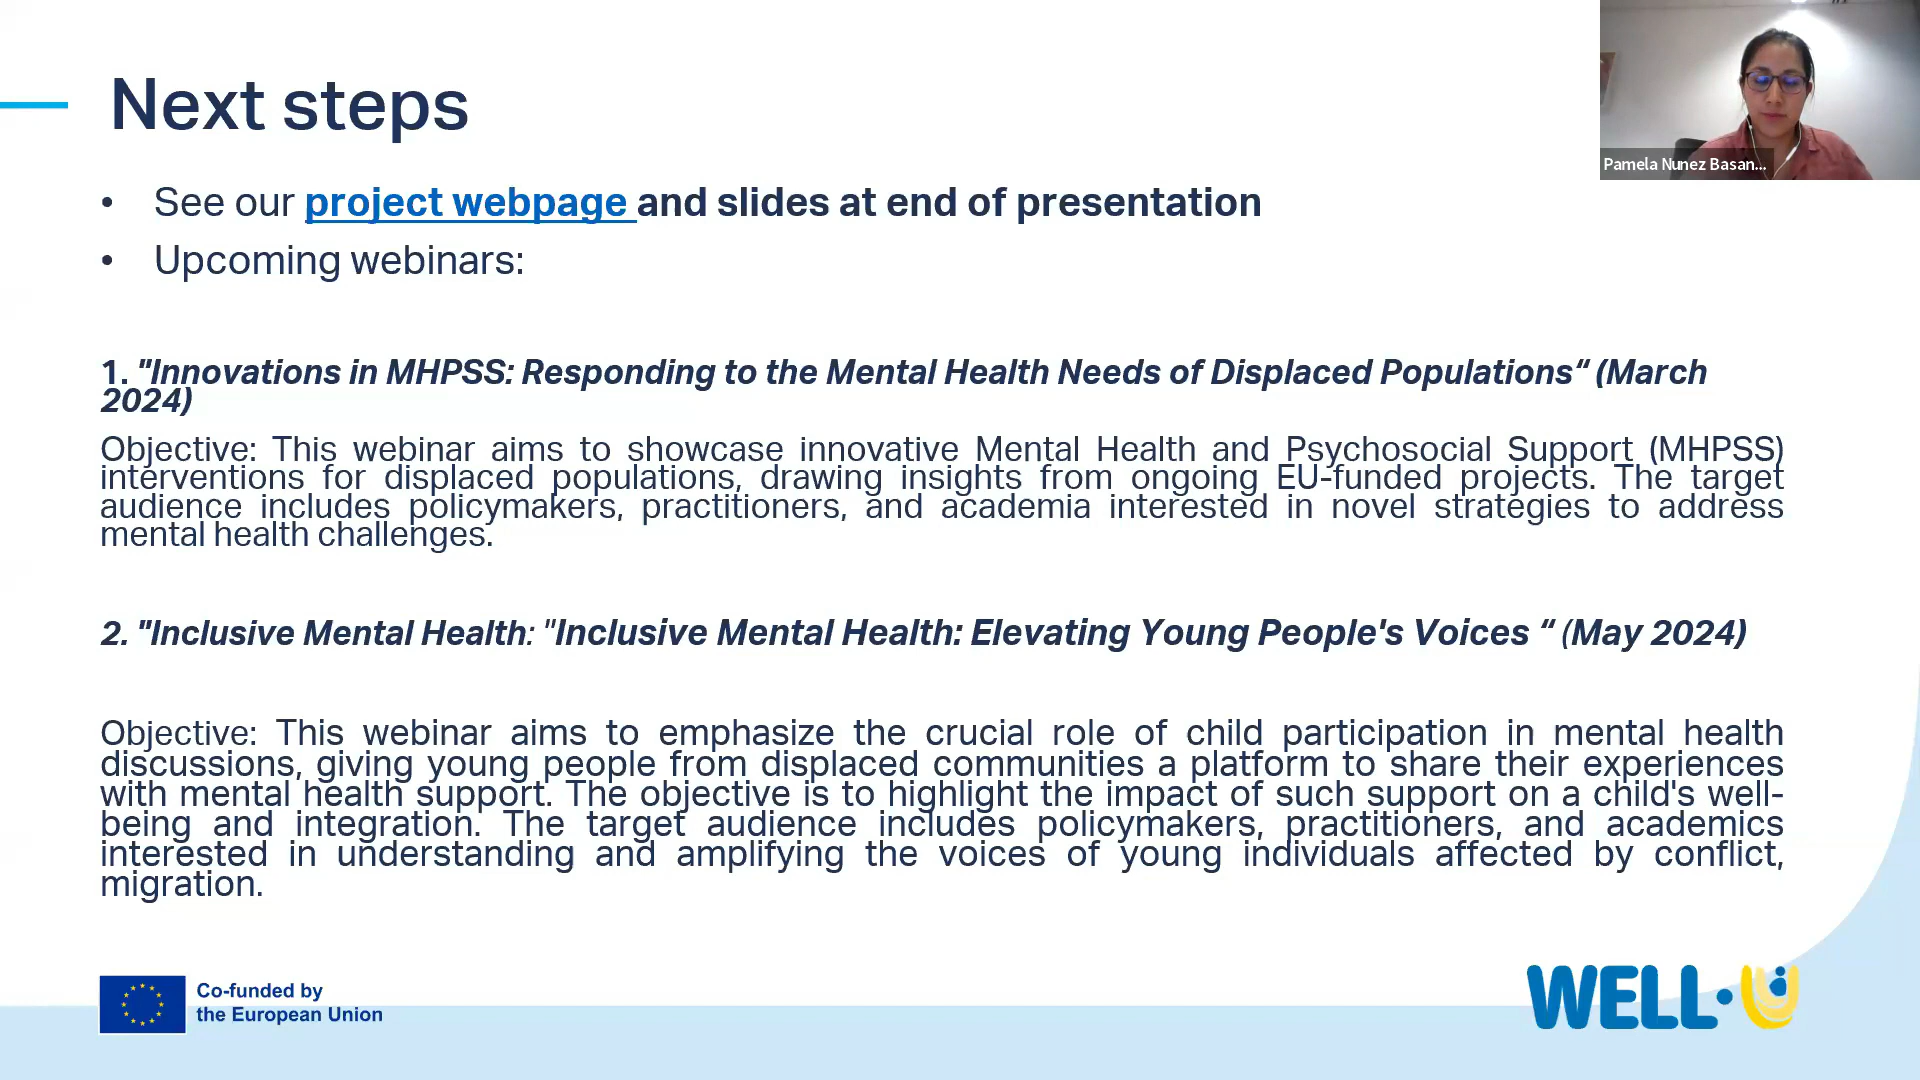 Next steps
• See our project webpage and slides at end of presentation
• Upcoming webinars:
1. "Innovations in MHPSS: Responding to the Mental Health Needs of Displaced Populations“ (March
2024)
Objective: This webinar aims to showcase innovative Mental Health and Psychosocial Support (MHPSS)
interventions for displaced populations, drawing insights from ongoing EU-funded projects. The target
audience includes policymakers, practitioners, and academia interested in novel strategies to address
mental health challenges.
2. "Inclusive Mental Health: "Inclusive Mental Health: Elevating Young People's Voices “ (May 2024)
Objective: This webinar aims to emphasize the crucial role of child participation in mental health
discussions, giving young people from displaced communities a platform to share their experiences
with mental health support. The objective is to highlight the impact of such support on a child's well-
being and integration. The target audience includes policymakers, practitioners, and academics
interested in understanding and amplifying the voices of young individuals affected by conflict,
migration.
Co-funded by
the European Union
WELL·U
Pamela Nunez Basan...